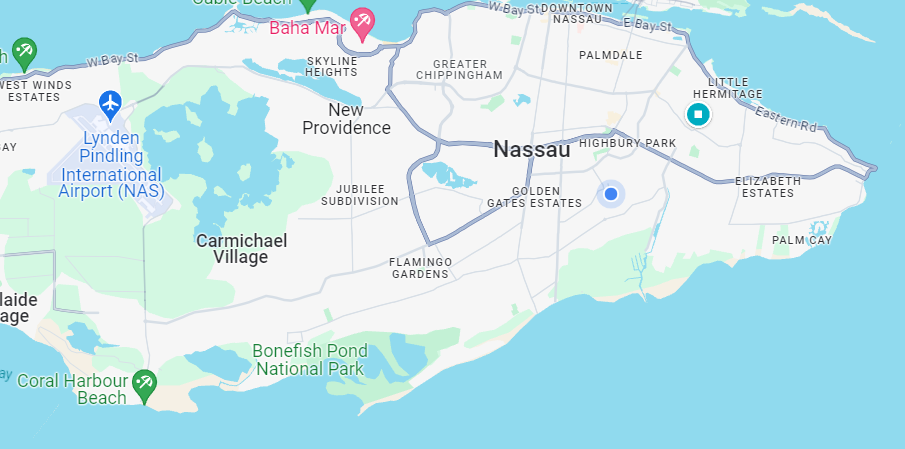 Cable Beach
W Bay St
DOWNTOWN
NASSAU
E Bay St
Baha Mar
W Bay St
SKYLINE
HEIGHTS
GREATER
CHIPPINGHAM
PALMDALE
WEST WINDS
ESTATES
LITTLE
HERMITAGE
New
Providence
Eastern Rd
Lynden
Pindling
International
Airport (NAS)
Nassau
HIGHBURY PARK
BAY
JUBILEE
SUBDIVISION
GOLDEN
GATES ESTATES
ELIZABETH
ESTATES
Carmichael
Village
PALM CAY
FLAMINGO
GARDENS
laide
age
Bonefish Pond
National Park
ay
Coral Harbour
Beach